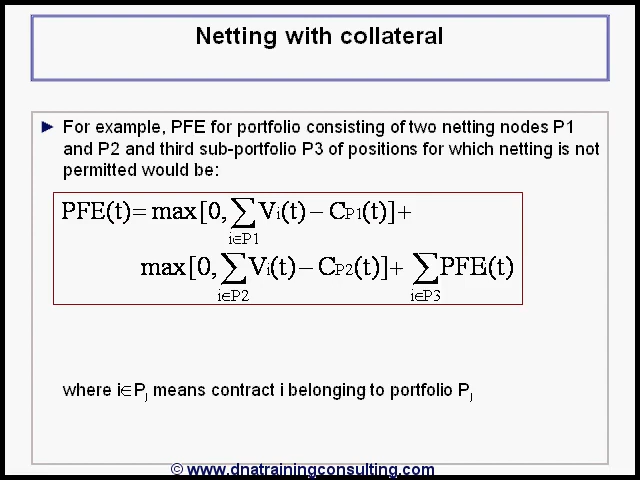 Netting with collateral
► For example, PFE for portfolio consisting of two netting nodes P1
and P2 and third sub-portfolio P3 of positions for which netting is not
permitted would be:
PFE(t)= max[0,∑Vi(t)− CP1(t)]+
i∈P1
max[0,∑Vi(t)− CP2(t)]+ ∑PFEi(t)
i∈P2 i∈P3
where i∈Pj means contract i belonging to portfolio Pj
© www.dnatrainingconsulting.com